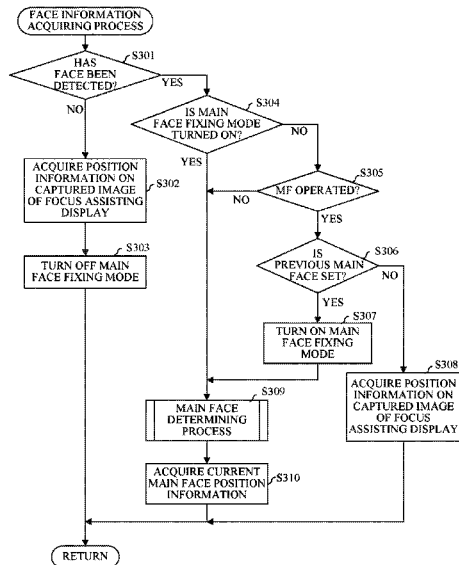 FACE INFORMATION
ACQUIRING PROCESS
S301
HAS
FACE BEEN
DETECTED?
YES
NO
S304
IS MAIN
FACE FIXING MODE
TURNED ON?
NO
YES
S302
ACQUIRE POSITION
INFORMATION ON
CAPTURED IMAGE
OF FOCUS ASSISTING
DISPLAY
S305
MF OPERATED?
NO
YES
S303
TURN OFF MAIN
FACE FIXING MODE
S306
IS
PREVIOUS MAIN
FACE SET?
NO
YES
S307
TURN ON MAIN
FACE FIXING
MODE
S308
ACQUIRE POSITION
INFORMATION ON
CAPTURED IMAGE
OF FOCUS
ASSISTING DISPLAY
S309
MAIN FACE
DETERMINING
PROCESS
ACQUIRE CURRENT
MAIN FACE POSITION
INFORMATION
S310
RETURN